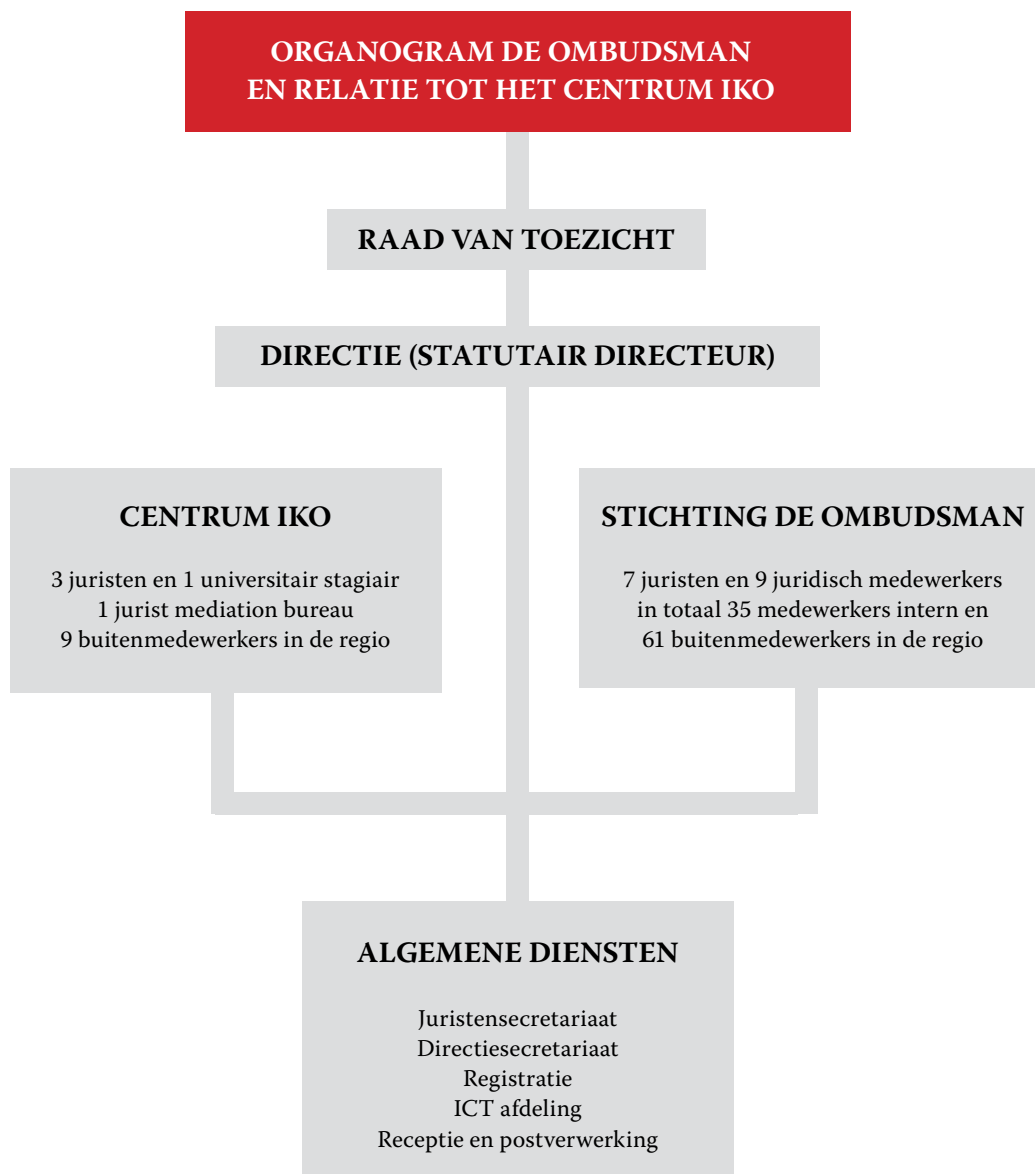 ORGANOGRAM DE OMBUDSMAN
EN RELATIE TOT HET CENTRUM IKO
RAAD VAN TOEZICHT
DIRECTIE (STATUTAIR DIRECTEUR)
CENTRUM IKO
3 juristen en 1 universitair stagiair
1 jurist mediation bureau
9 buitenmedewerkers in de regio
STICHTING DE OMBUDSMAN
7 juristen en 9 juridisch medewerkers
in totaal 35 medewerkers intern en
61 buitenmedewerkers in de regio
ALGEMENE DIENSTEN
Juristensecretariaat
Directiesecretariaat
Registratie
ICT afdeling
Receptie en postverwerking